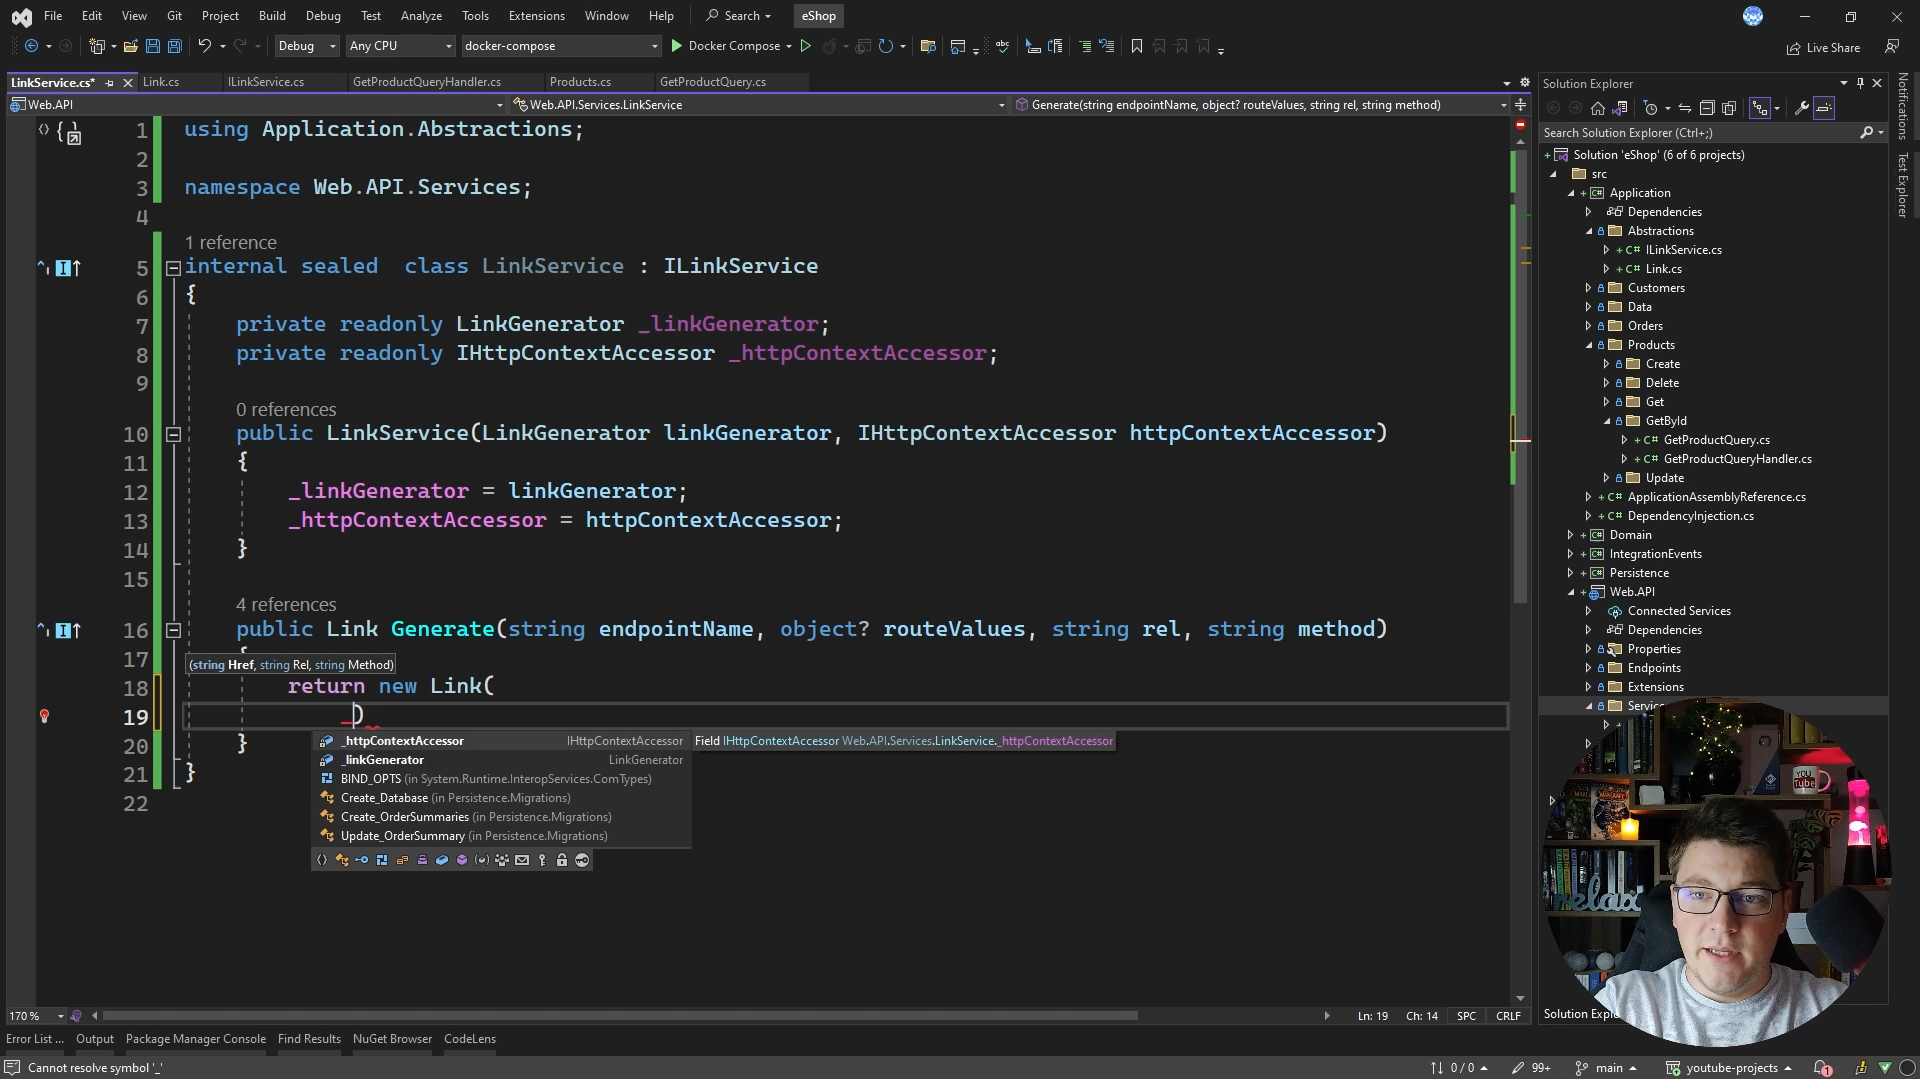 File Edit View Git Project Build Debug Test Analyze Tools Extensions Window Help Search eShop
Debug Any CPU docker-compose Docker Compose Live Share
LinkService.cs* Link.cs ILinkService.cs GetProductQueryHandler.cs Products.cs GetProductQuery.cs
Web.API Web.API.Services.LinkService Generate(string endpointName, object? routeValues, string rel, string method)
1 using Application.Abstractions;
2
3 namespace Web.API.Services;
4
1 reference
5 internal sealed  class LinkService : ILinkService
6 {
7 private readonly LinkGenerator _linkGenerator;
8 private readonly IHttpContextAccessor _httpContextAccessor;
9
0 references
10 public LinkService(LinkGenerator linkGenerator, IHttpContextAccessor httpContextAccessor)
11 {
12 _linkGenerator = linkGenerator;
13 _httpContextAccessor = httpContextAccessor;
14 }
15
4 references
16 public Link Generate(string endpointName, object? routeValues, string rel, string method)
17
(string Href, string Rel, string Method)
18 return new Link(
19 _)
20 }
21 }
22
_httpContextAccessor IHttpContextAccessor Field IHttpContextAccessor Web.API.Services.LinkService._httpContextAccessor
_linkGenerator LinkGenerator
BIND_OPTS (in System.Runtime.InteropServices.ComTypes)
Create_Database (in Persistence.Migrations)
Create_OrderSummaries (in Persistence.Migrations)
Update_OrderSummary (in Persistence.Migrations)
Solution Explorer
Search Solution Explorer (Ctrl+;)
Solution 'eShop' (6 of 6 projects)
src
Application
Dependencies
Abstractions
ILinkService.cs
Link.cs
Customers
Data
Orders
Products
Create
Delete
Get
GetById
GetProductQuery.cs
GetProductQueryHandler.cs
Update
ApplicationAssemblyReference.cs
DependencyInjection.cs
Domain
IntegrationEvents
Persistence
Web.API
Connected Services
Dependencies
Properties
Endpoints
Extensions
Servic
Notifications
Test Explorer
YOU
Tube
relax
Solution Explo
170 % Ln: 19 Ch: 14 SPC CRLF
Error List ... Output Package Manager Console Find Results NuGet Browser CodeLens
Cannot resolve symbol '_' 0 / 0 99+ main youtube-projects 1